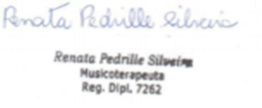 Renata Pedrille Silveira
Renata Pedrille Silveira
Musicoterapeuta
Reg. Dipl. 7262